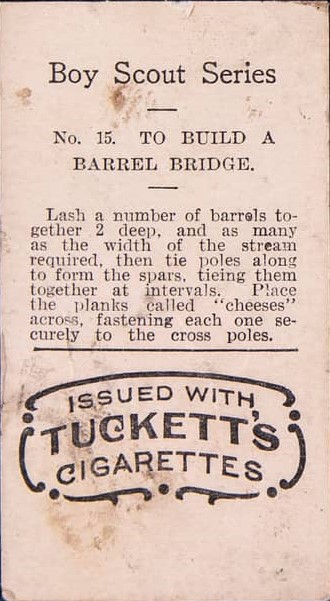 Boy Scout Series
No. 15. TO BUILD A
BARREL BRIDGE.
Lash a number of barrels to-
gether 2 deep, and as many
as the width of the stream
required, then tie poles along
to form the spars, tieing them
together at intervals. Place
the planks called "cheeses"
across, fastening each one se-
curely to the cross poles.
ISSUED WITH
TUCKETT'S
CIGARETTES